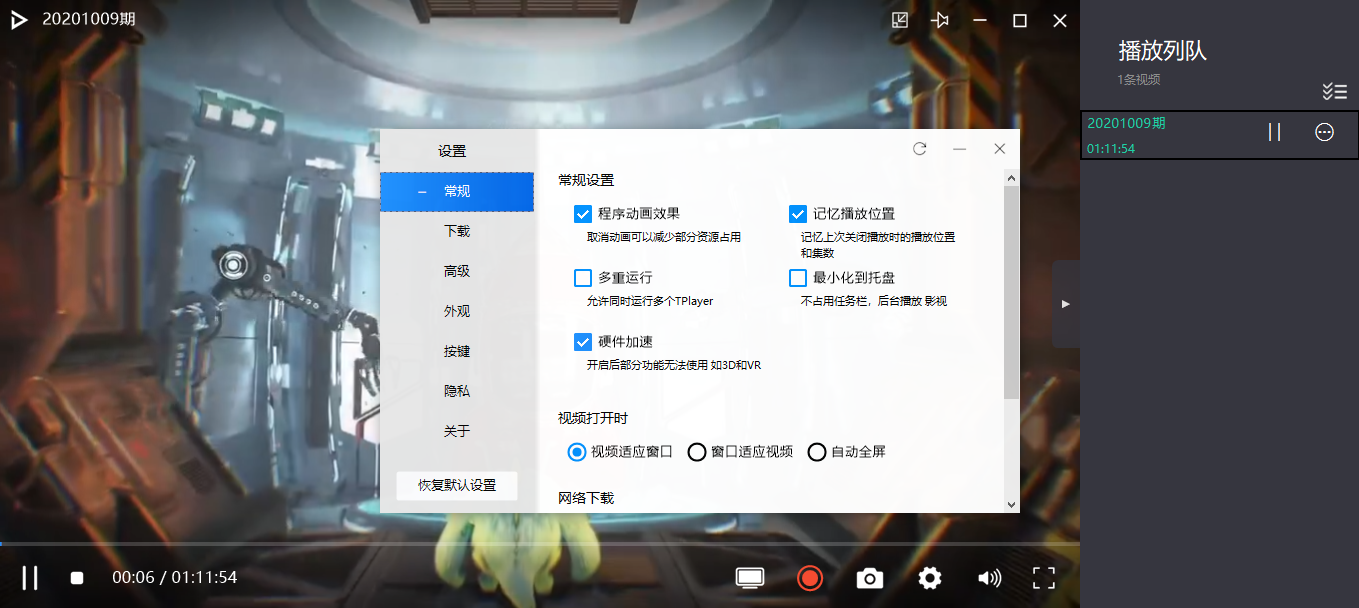 20201009期
播放列队
1条视频
20201009期
01:11:54
设置
常规
下载
高级
外观
按键
隐私
关于
恢复默认设置
常规设置
程序动画效果
取消动画可以减少部分资源占用
记忆播放位置
记忆上次关闭播放时的播放位置
和集数
多重运行
允许同时运行多个TPlayer
最小化到托盘
不占用任务栏，后台播放 影视
硬件加速
开启后部分功能无法使用 如3D和VR
视频打开时
视频适应窗口 窗口适应视频 自动全屏
网络下载
00:06 / 01:11:54